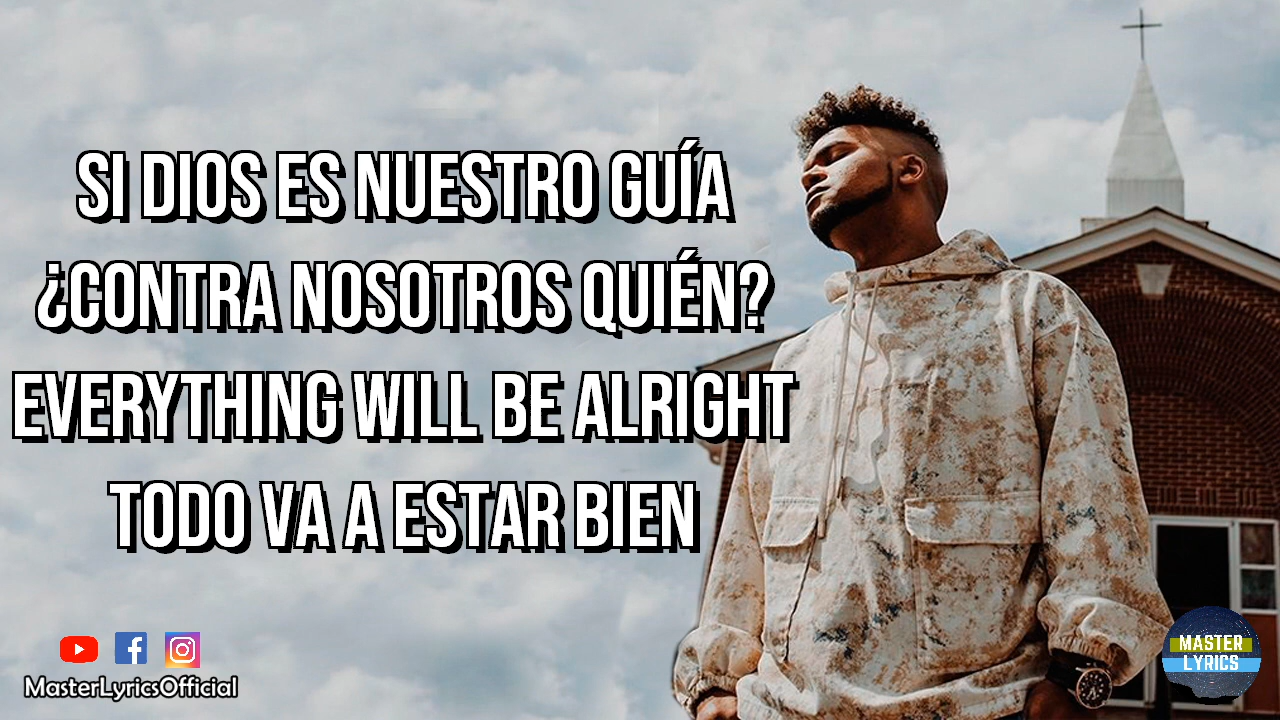 SI DIOS ES NUESTRO GUÍA
¿CONTRA NOSOTROS QUIÉN?
EVERYTHING WILL BE ALRIGHT
TODO VA A ESTAR BIEN
MasterLyricsOfficial
MASTER
LYRICS